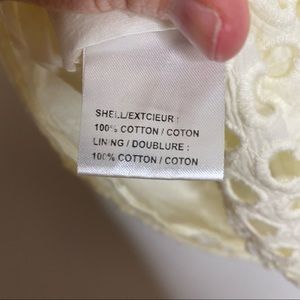 SHELL/EXTCIEUR :
100% COTTON / COTON
LINING / DOUBLURE :
100% COTTON / COTON